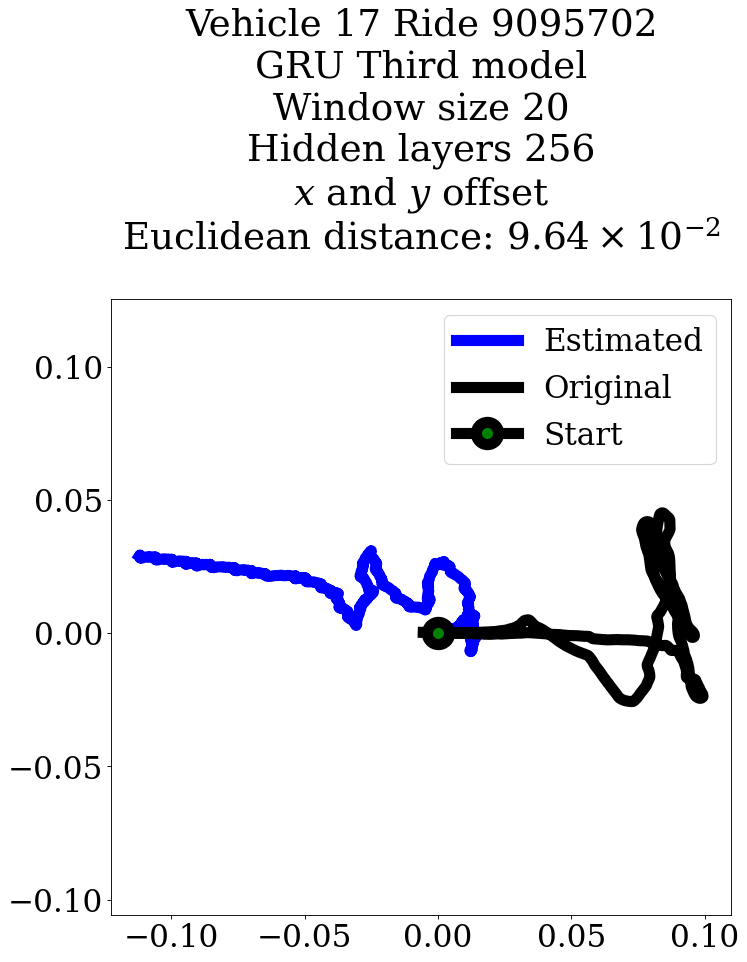 Vehicle 17 Ride 9095702
GRU Third model
Window size 20
Hidden layers 256
x and y offset
Euclidean distance: 9.64 × 10⁻²
Estimated
Original
Start
0.10
0.05
0.00
−0.05
−0.10
−0.10 −0.05 0.00 0.05 0.10